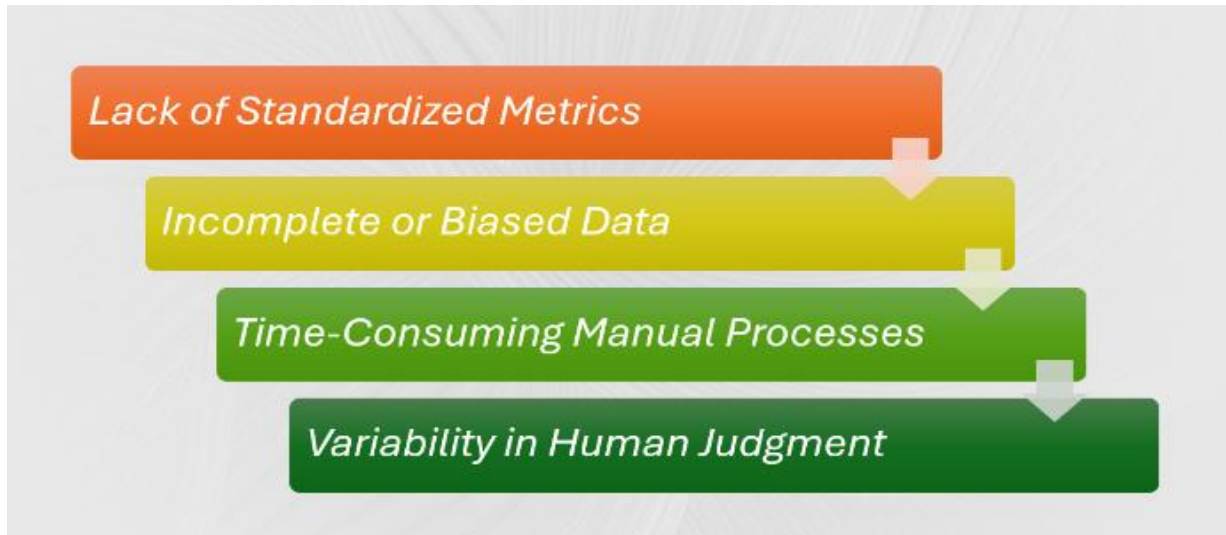 Lack of Standardized Metrics
Incomplete or Biased Data
Time-Consuming Manual Processes
Variability in Human Judgment